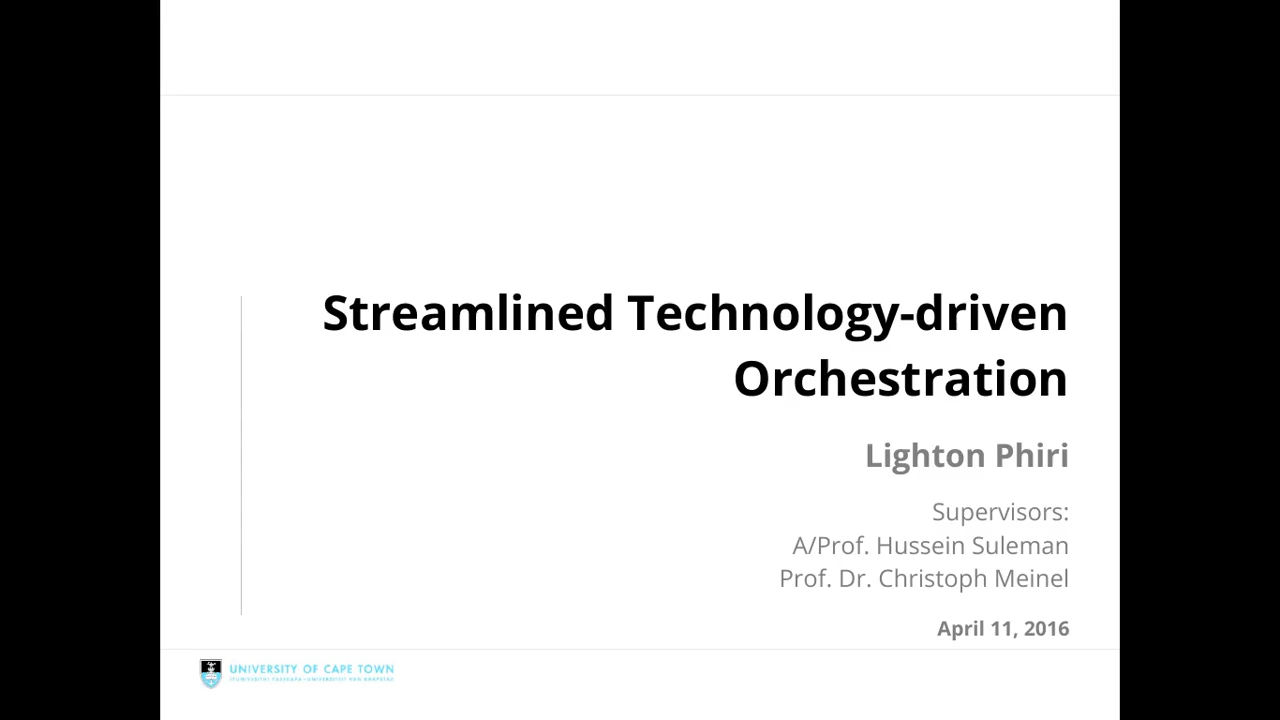 Streamlined Technology-driven
Orchestration
Lighton Phiri
Supervisors:
A/Prof. Hussein Suleman
Prof. Dr. Christoph Meinel
April 11, 2016
UNIVERSITY OF CAPE TOWN